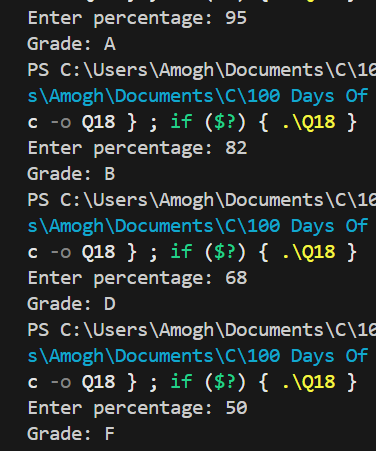 Enter percentage: 95
Grade: A
PS C:\Users\Amogh\Documents\C\10
s\Amogh\Documents\C\100 Days Of
c -o Q18 } ; if ($?) { .\Q18 }
Enter percentage: 82
Grade: B
PS C:\Users\Amogh\Documents\C\10
s\Amogh\Documents\C\100 Days Of
c -o Q18 } ; if ($?) { .\Q18 }
Enter percentage: 68
Grade: D
PS C:\Users\Amogh\Documents\C\10
s\Amogh\Documents\C\100 Days Of
c -o Q18 } ; if ($?) { .\Q18 }
Enter percentage: 50
Grade: F